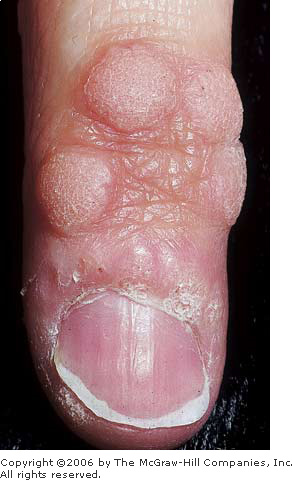 Copyright ©2006 by The McGraw-Hill Companies, Inc.
All rights reserved.